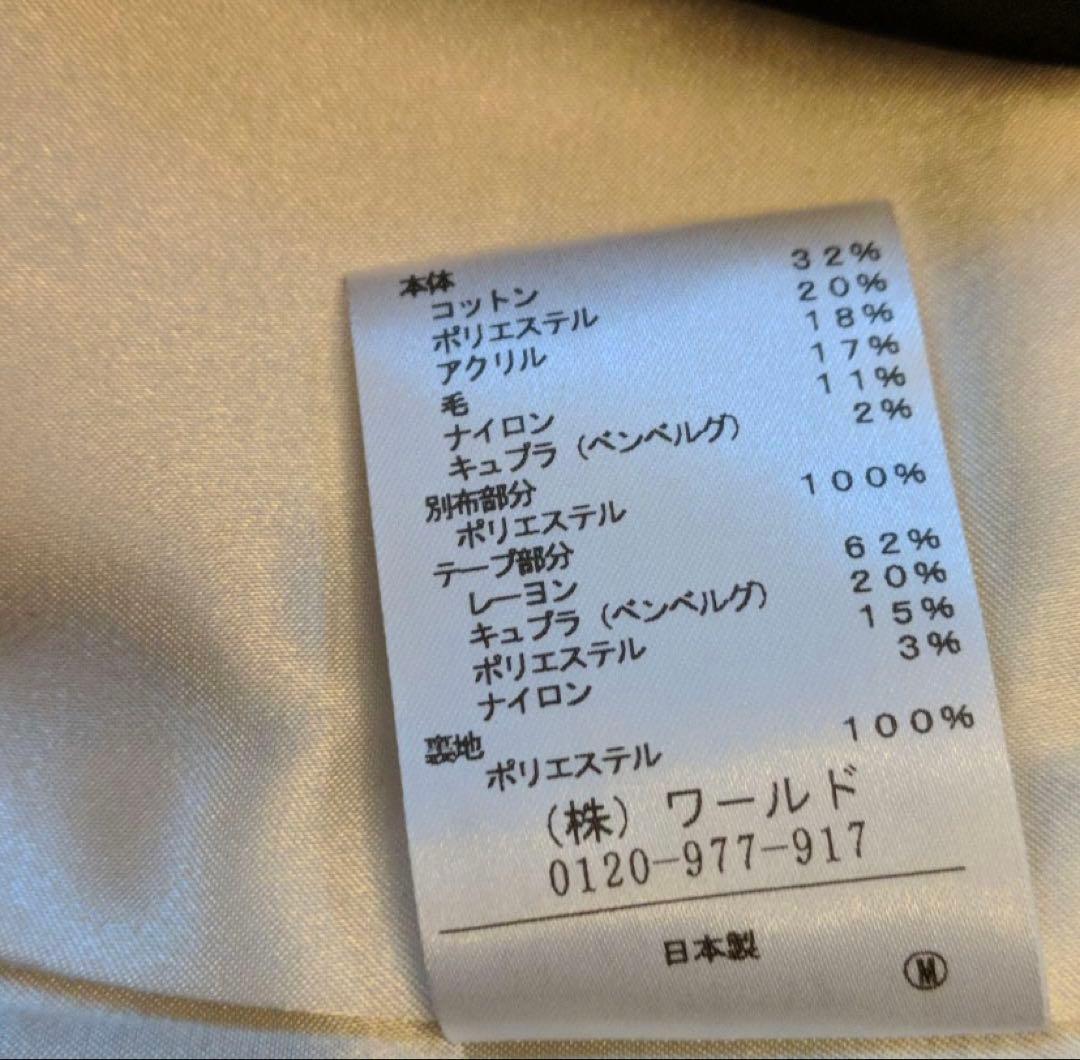 本体
コットン 32%
ポリエステル 20%
アクリル 18%
毛 17%
ナイロン 11%
キュプラ (ベンベルグ) 2%
別布部分
ポリエステル 100%
テープ部分
レーヨン 62%
キュプラ (ベンベルグ) 20%
ポリエステル 15%
ナイロン 3%
裏地
ポリエステル 100%
(株) ワールド
0120-977-917
日本製
Ⓜ